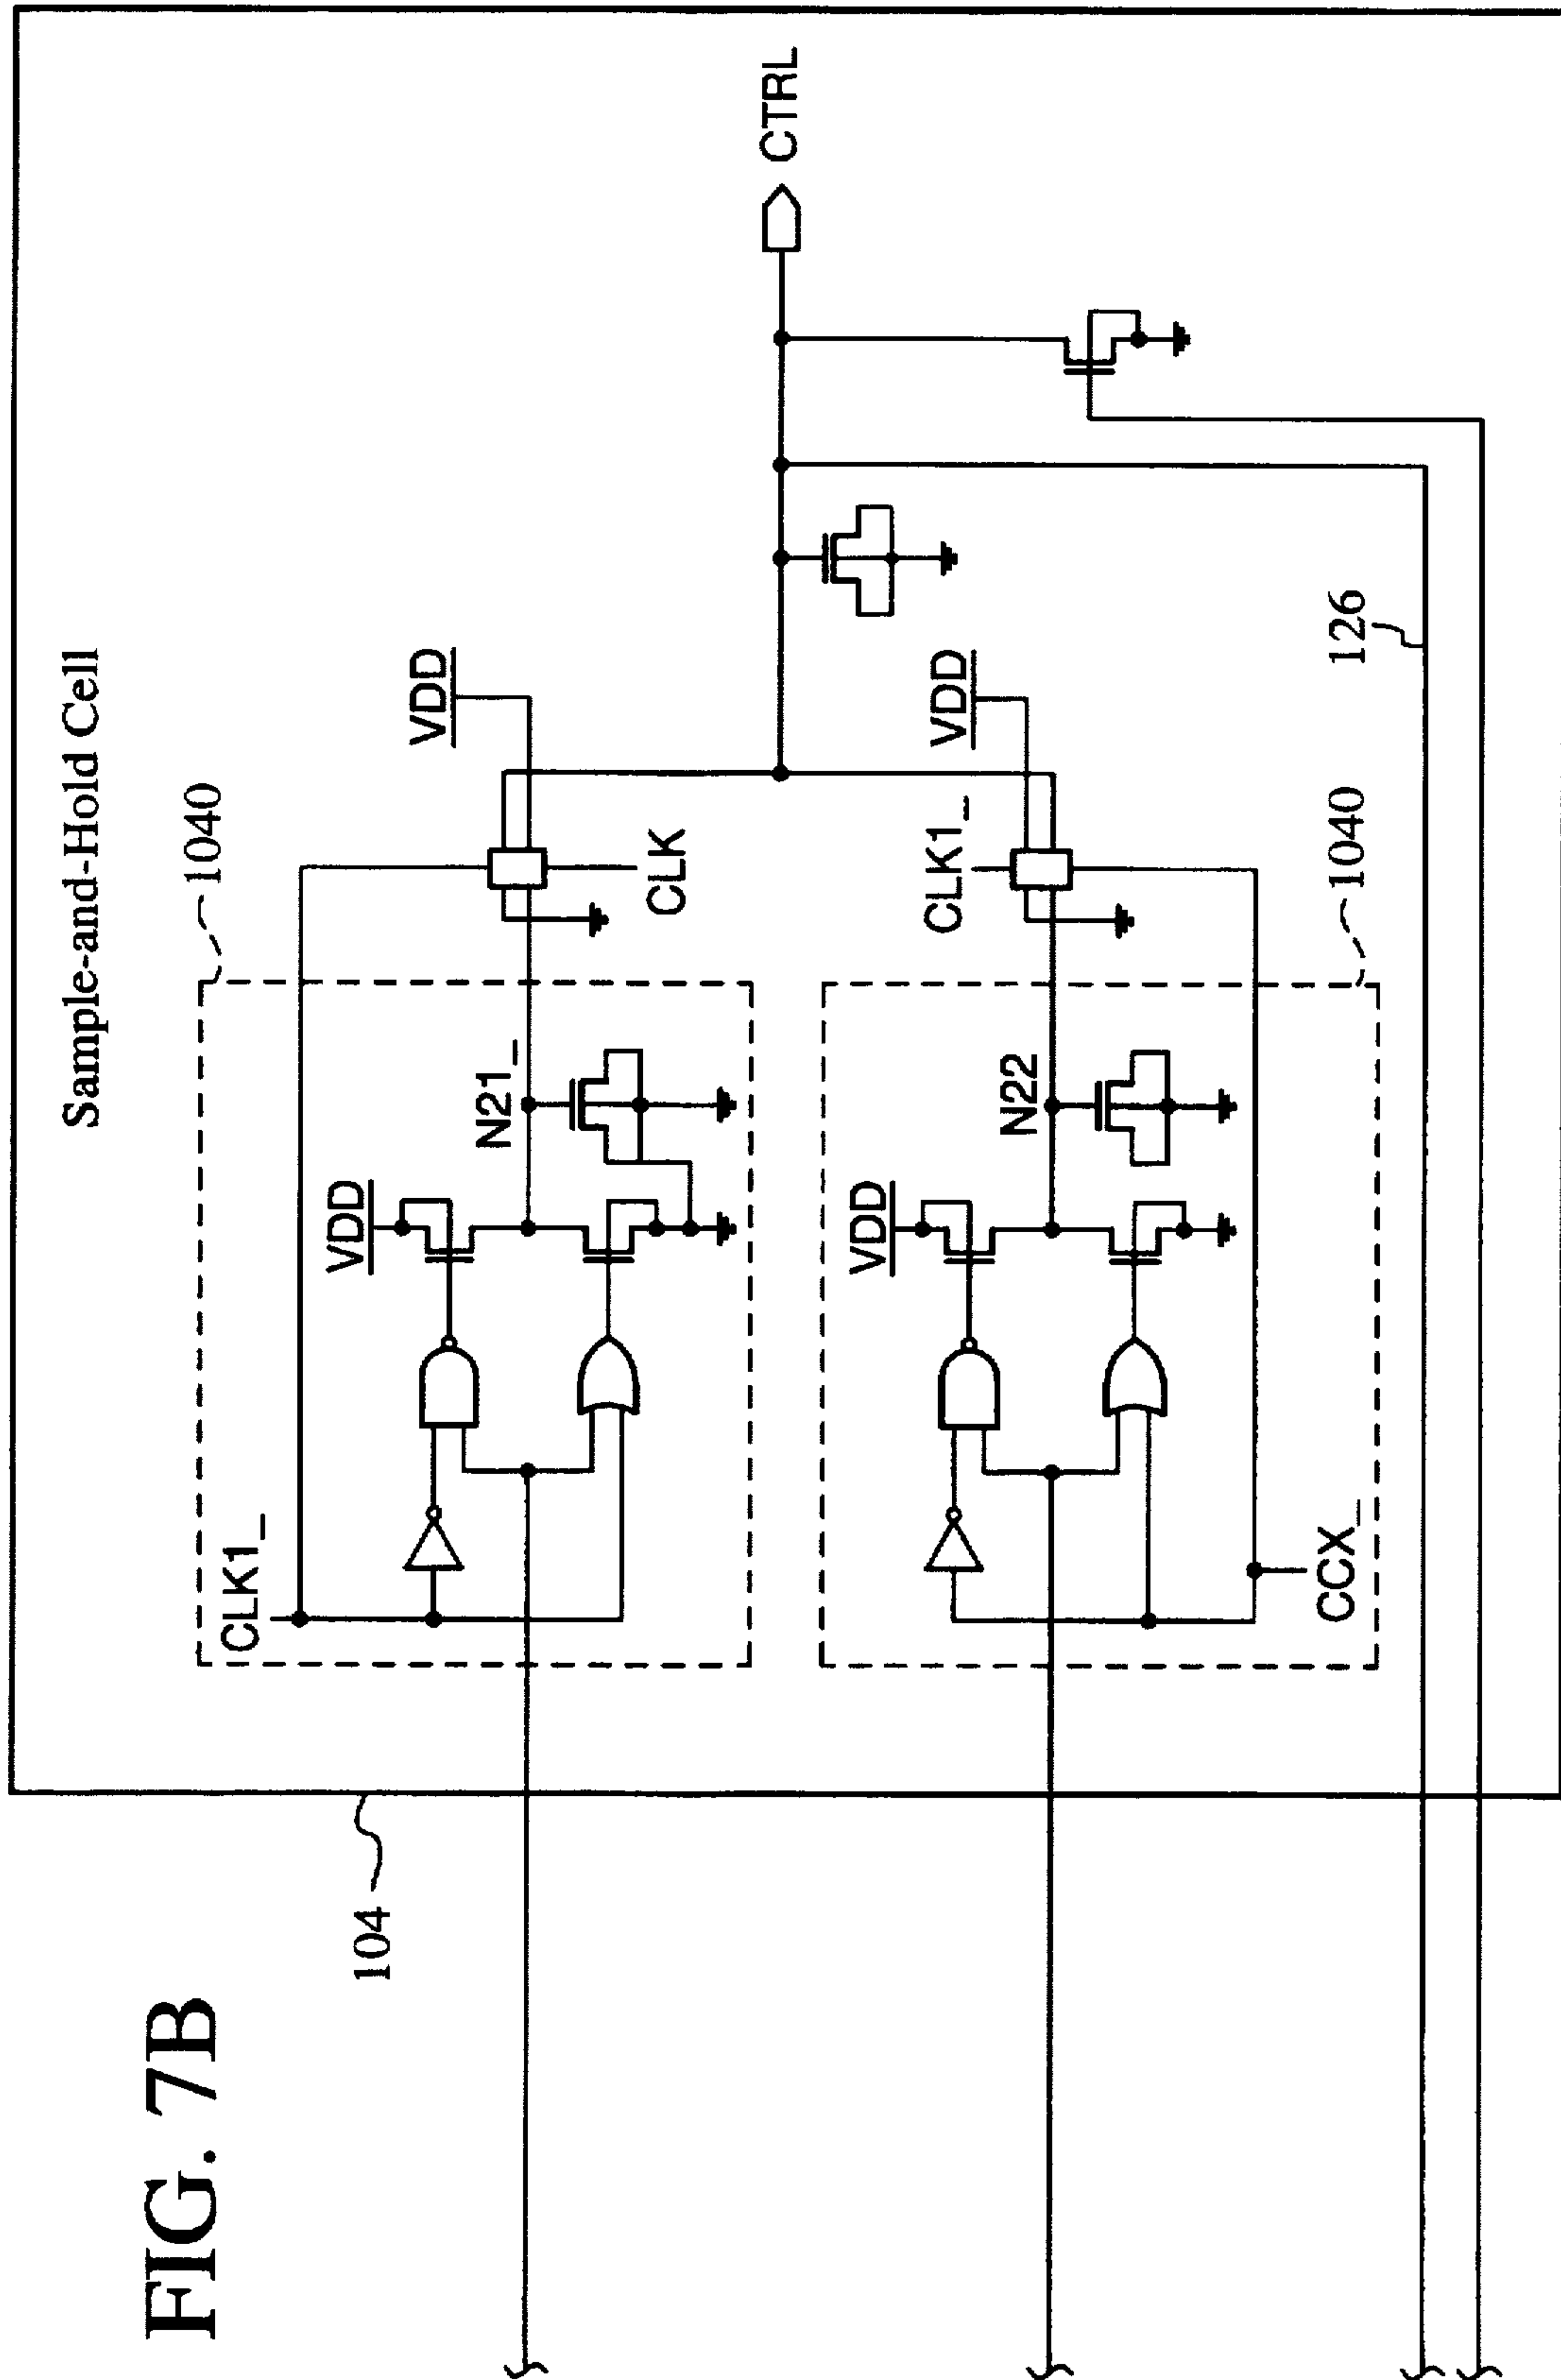 FIG. 7B
Sample-and-Hold Cell
104
1040
CLK1_
VDD
N21_
VDD
CLK
CTRL
VDD
N22
CLK1_
VDD
CCX_
1040
126